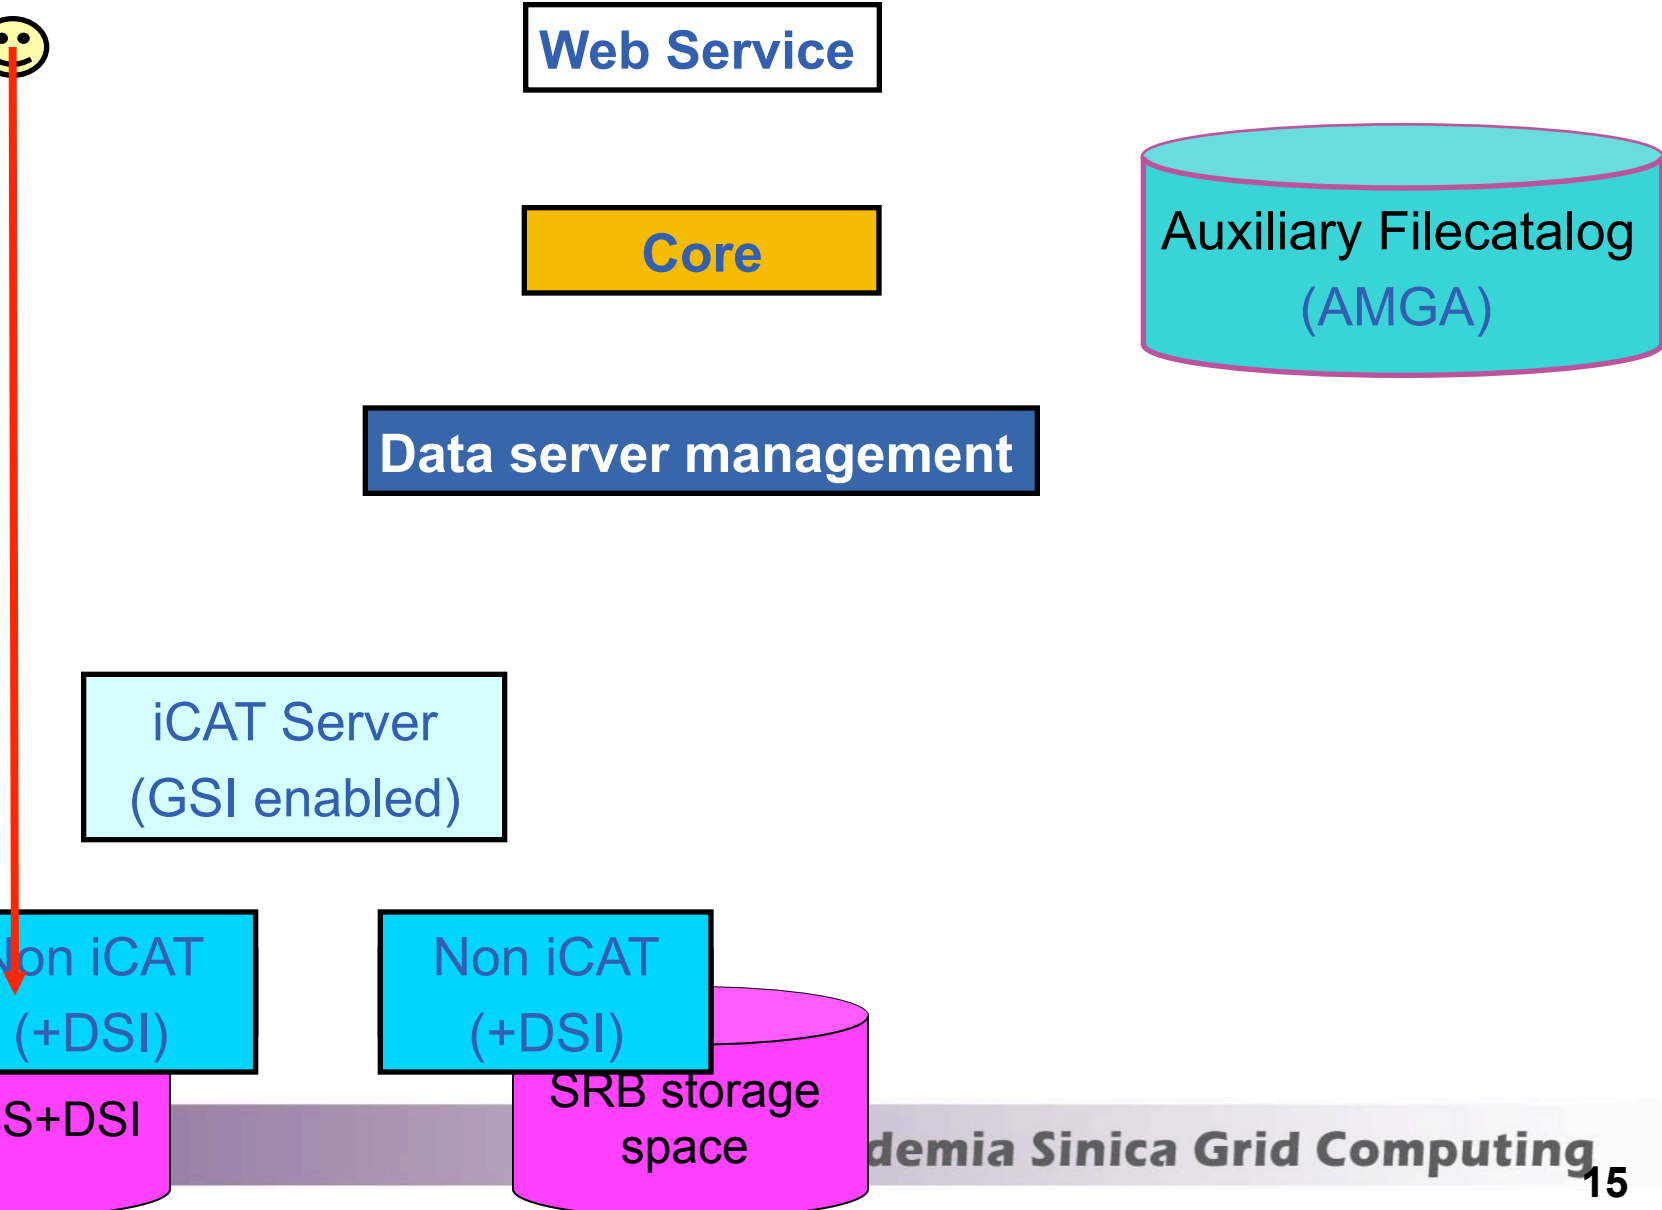 Web Service
Auxiliary Filecatalog
(AMGA)
Core
Data server management
iCAT Server
(GSI enabled)
Non iCAT
(+DSI)
Non iCAT
(+DSI)
S+DSI
SRB storage
space
demia Sinica Grid Computing
15